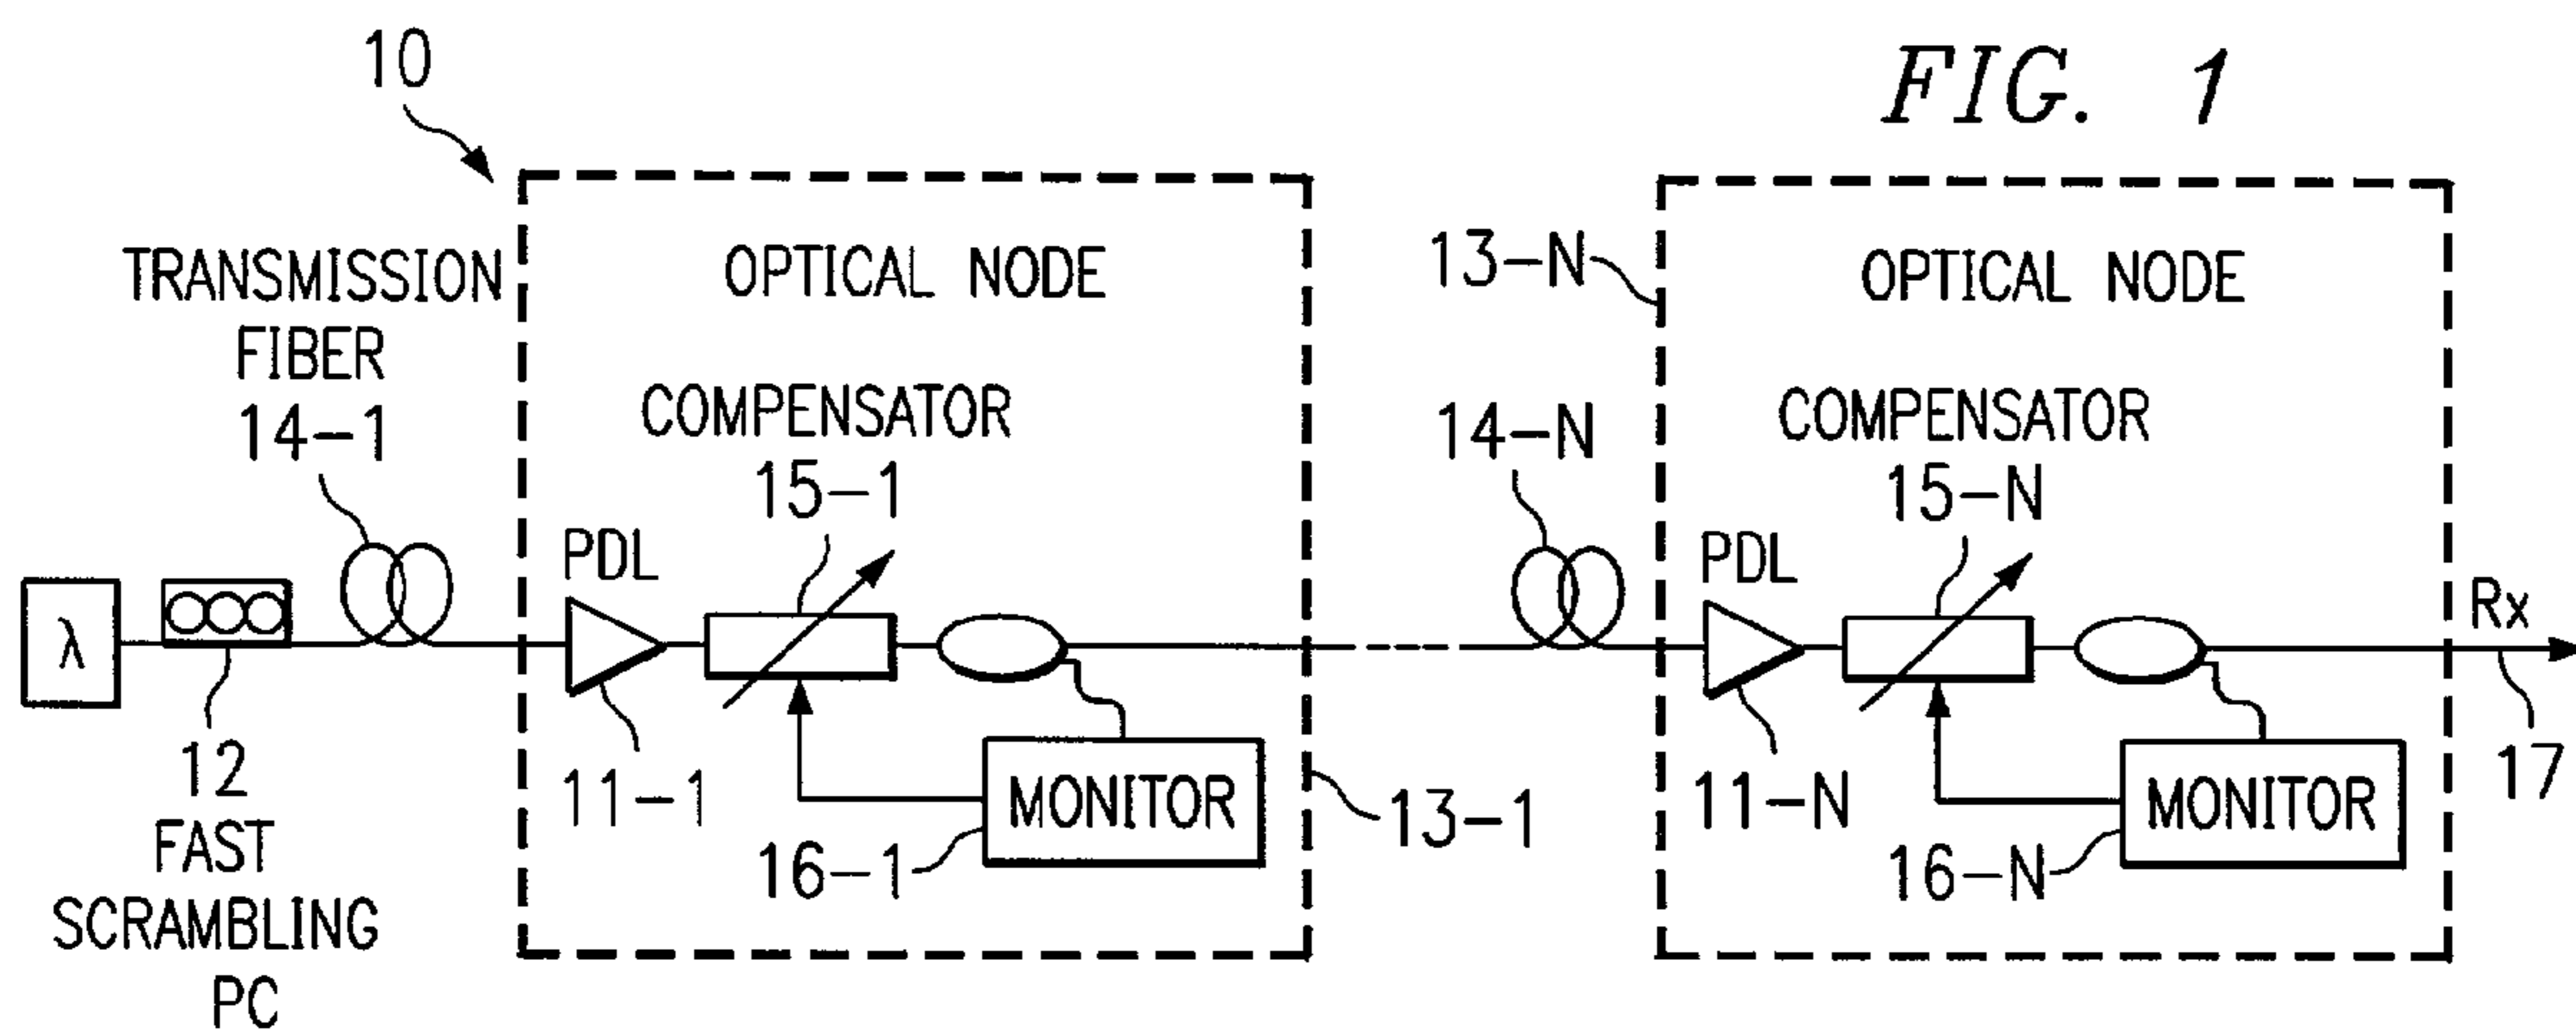 FIG. 1
10
TRANSMISSION
FIBER
14-1
λ
12
FAST
SCRAMBLING
PC
OPTICAL NODE
COMPENSATOR
15-1
PDL
11-1
MONITOR
16-1
13-1
13-N
14-N
OPTICAL NODE
COMPENSATOR
15-N
PDL
11-N
MONITOR
16-N
Rx
17